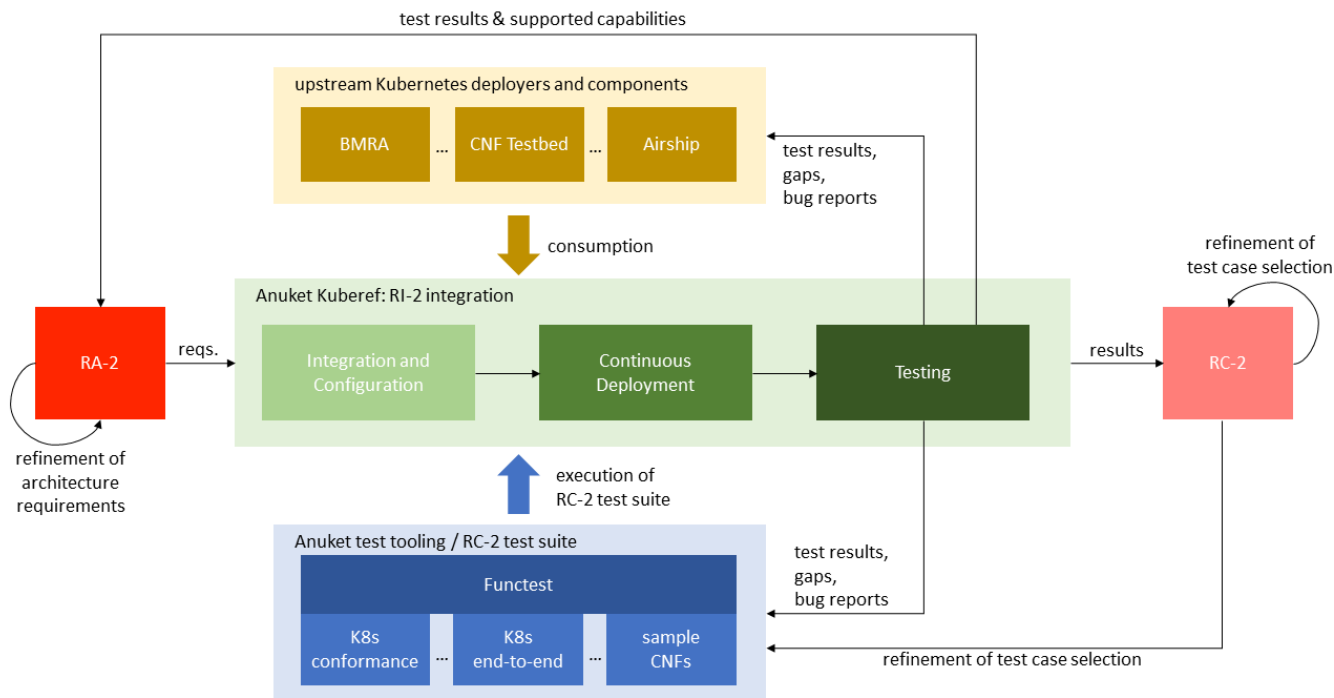 test results & supported capabilities
upstream Kubernetes deployers and components
BMRA
...
CNF Testbed
...
Airship
test results,
gaps,
bug reports
consumption
refinement of
test case selection
Anuket Kuberef: RI-2 integration
RA-2
reqs.
Integration and
Configuration
Continuous
Deployment
Testing
results
RC-2
refinement of
architecture
requirements
execution of
RC-2 test suite
Anuket test tooling / RC-2 test suite
Functest
K8s
conformance
...
K8s
end-to-end
...
sample
CNFs
test results,
gaps,
bug reports
refinement of test case selection